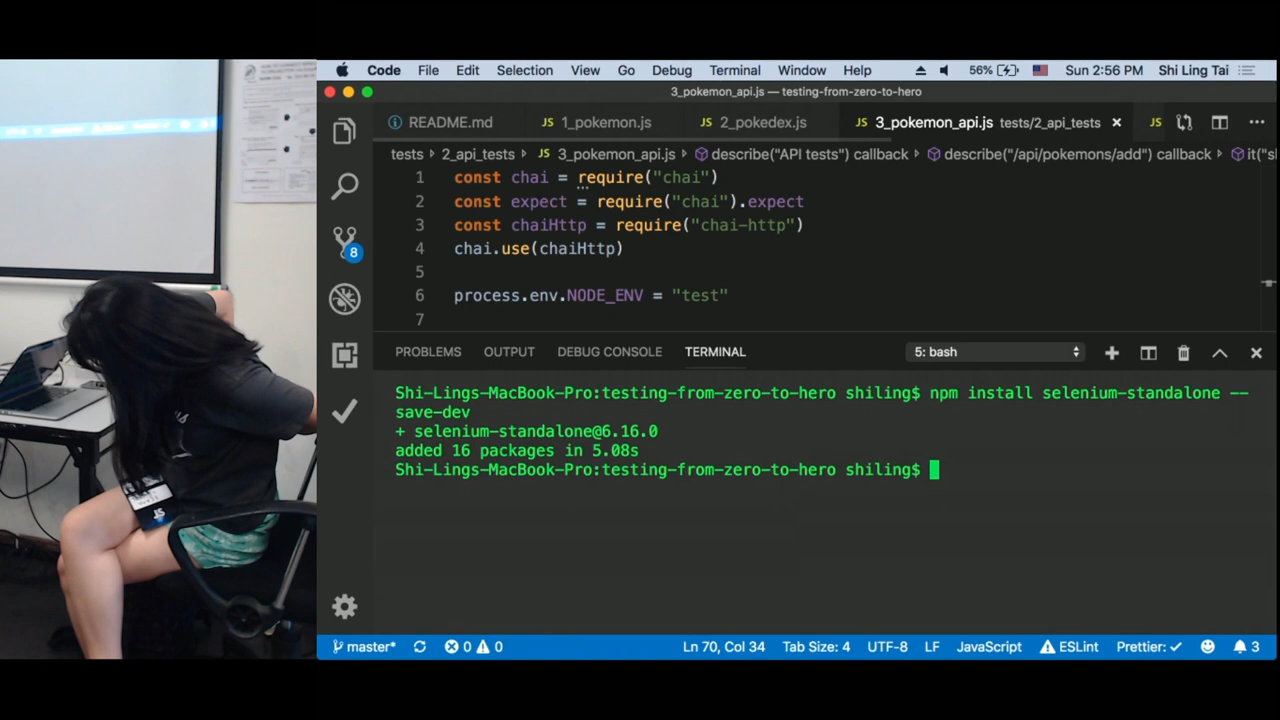 Code File Edit Selection View Go Debug Terminal Window Help 56% Sun 2:56 PM Shi Ling Tai
3_pokemon_api.js — testing-from-zero-to-hero
README.md JS 1_pokemon.js JS 2_pokedex.js JS 3_pokemon_api.js tests/2_api_tests JS
tests 2_api_tests JS 3_pokemon_api.js describe("API tests") callback describe("/api/pokemons/add") callback
1 const chai = require("chai")
2 const expect = require("chai").expect
3 const chaiHttp = require("chai-http")
4 chai.use(chaiHttp)
5
6 process.env.NODE_ENV = "test"
7
8
PROBLEMS OUTPUT DEBUG CONSOLE TERMINAL 5: bash
Shi-Lings-MacBook-Pro:testing-from-zero-to-hero shiling$ npm install selenium-standalone --
save-dev
+ selenium-standalone@6.16.0
added 16 packages in 5.08s
Shi-Lings-MacBook-Pro:testing-from-zero-to-hero shiling$
master* 0 0 Ln 70, Col 34 Tab Size: 4 UTF-8 LF JavaScript ESLint Prettier: 3
JS